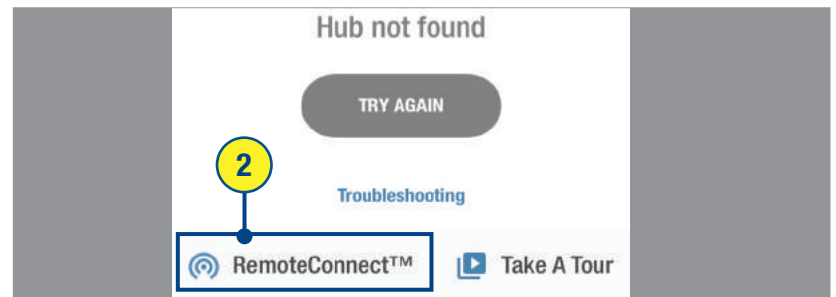 Hub not found
TRY AGAIN
2
Troubleshooting
RemoteConnect™ Take A Tour